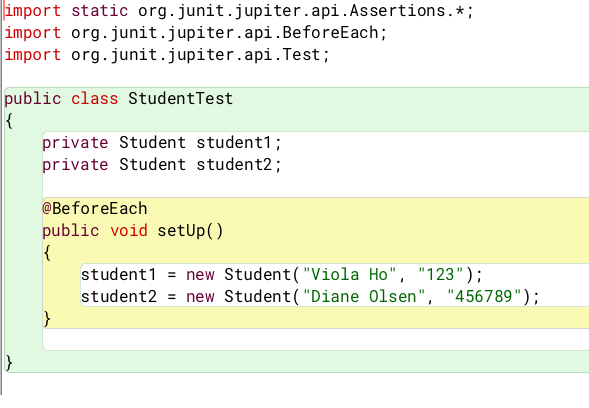 import static org.junit.jupiter.api.Assertions.*;
import org.junit.jupiter.api.BeforeEach;
import org.junit.jupiter.api.Test;
public class StudentTest
{
private Student student1;
private Student student2;
@BeforeEach
public void setUp()
{
student1 = new Student("Viola Ho", "123");
student2 = new Student("Diane Olsen", "456789");
}
}